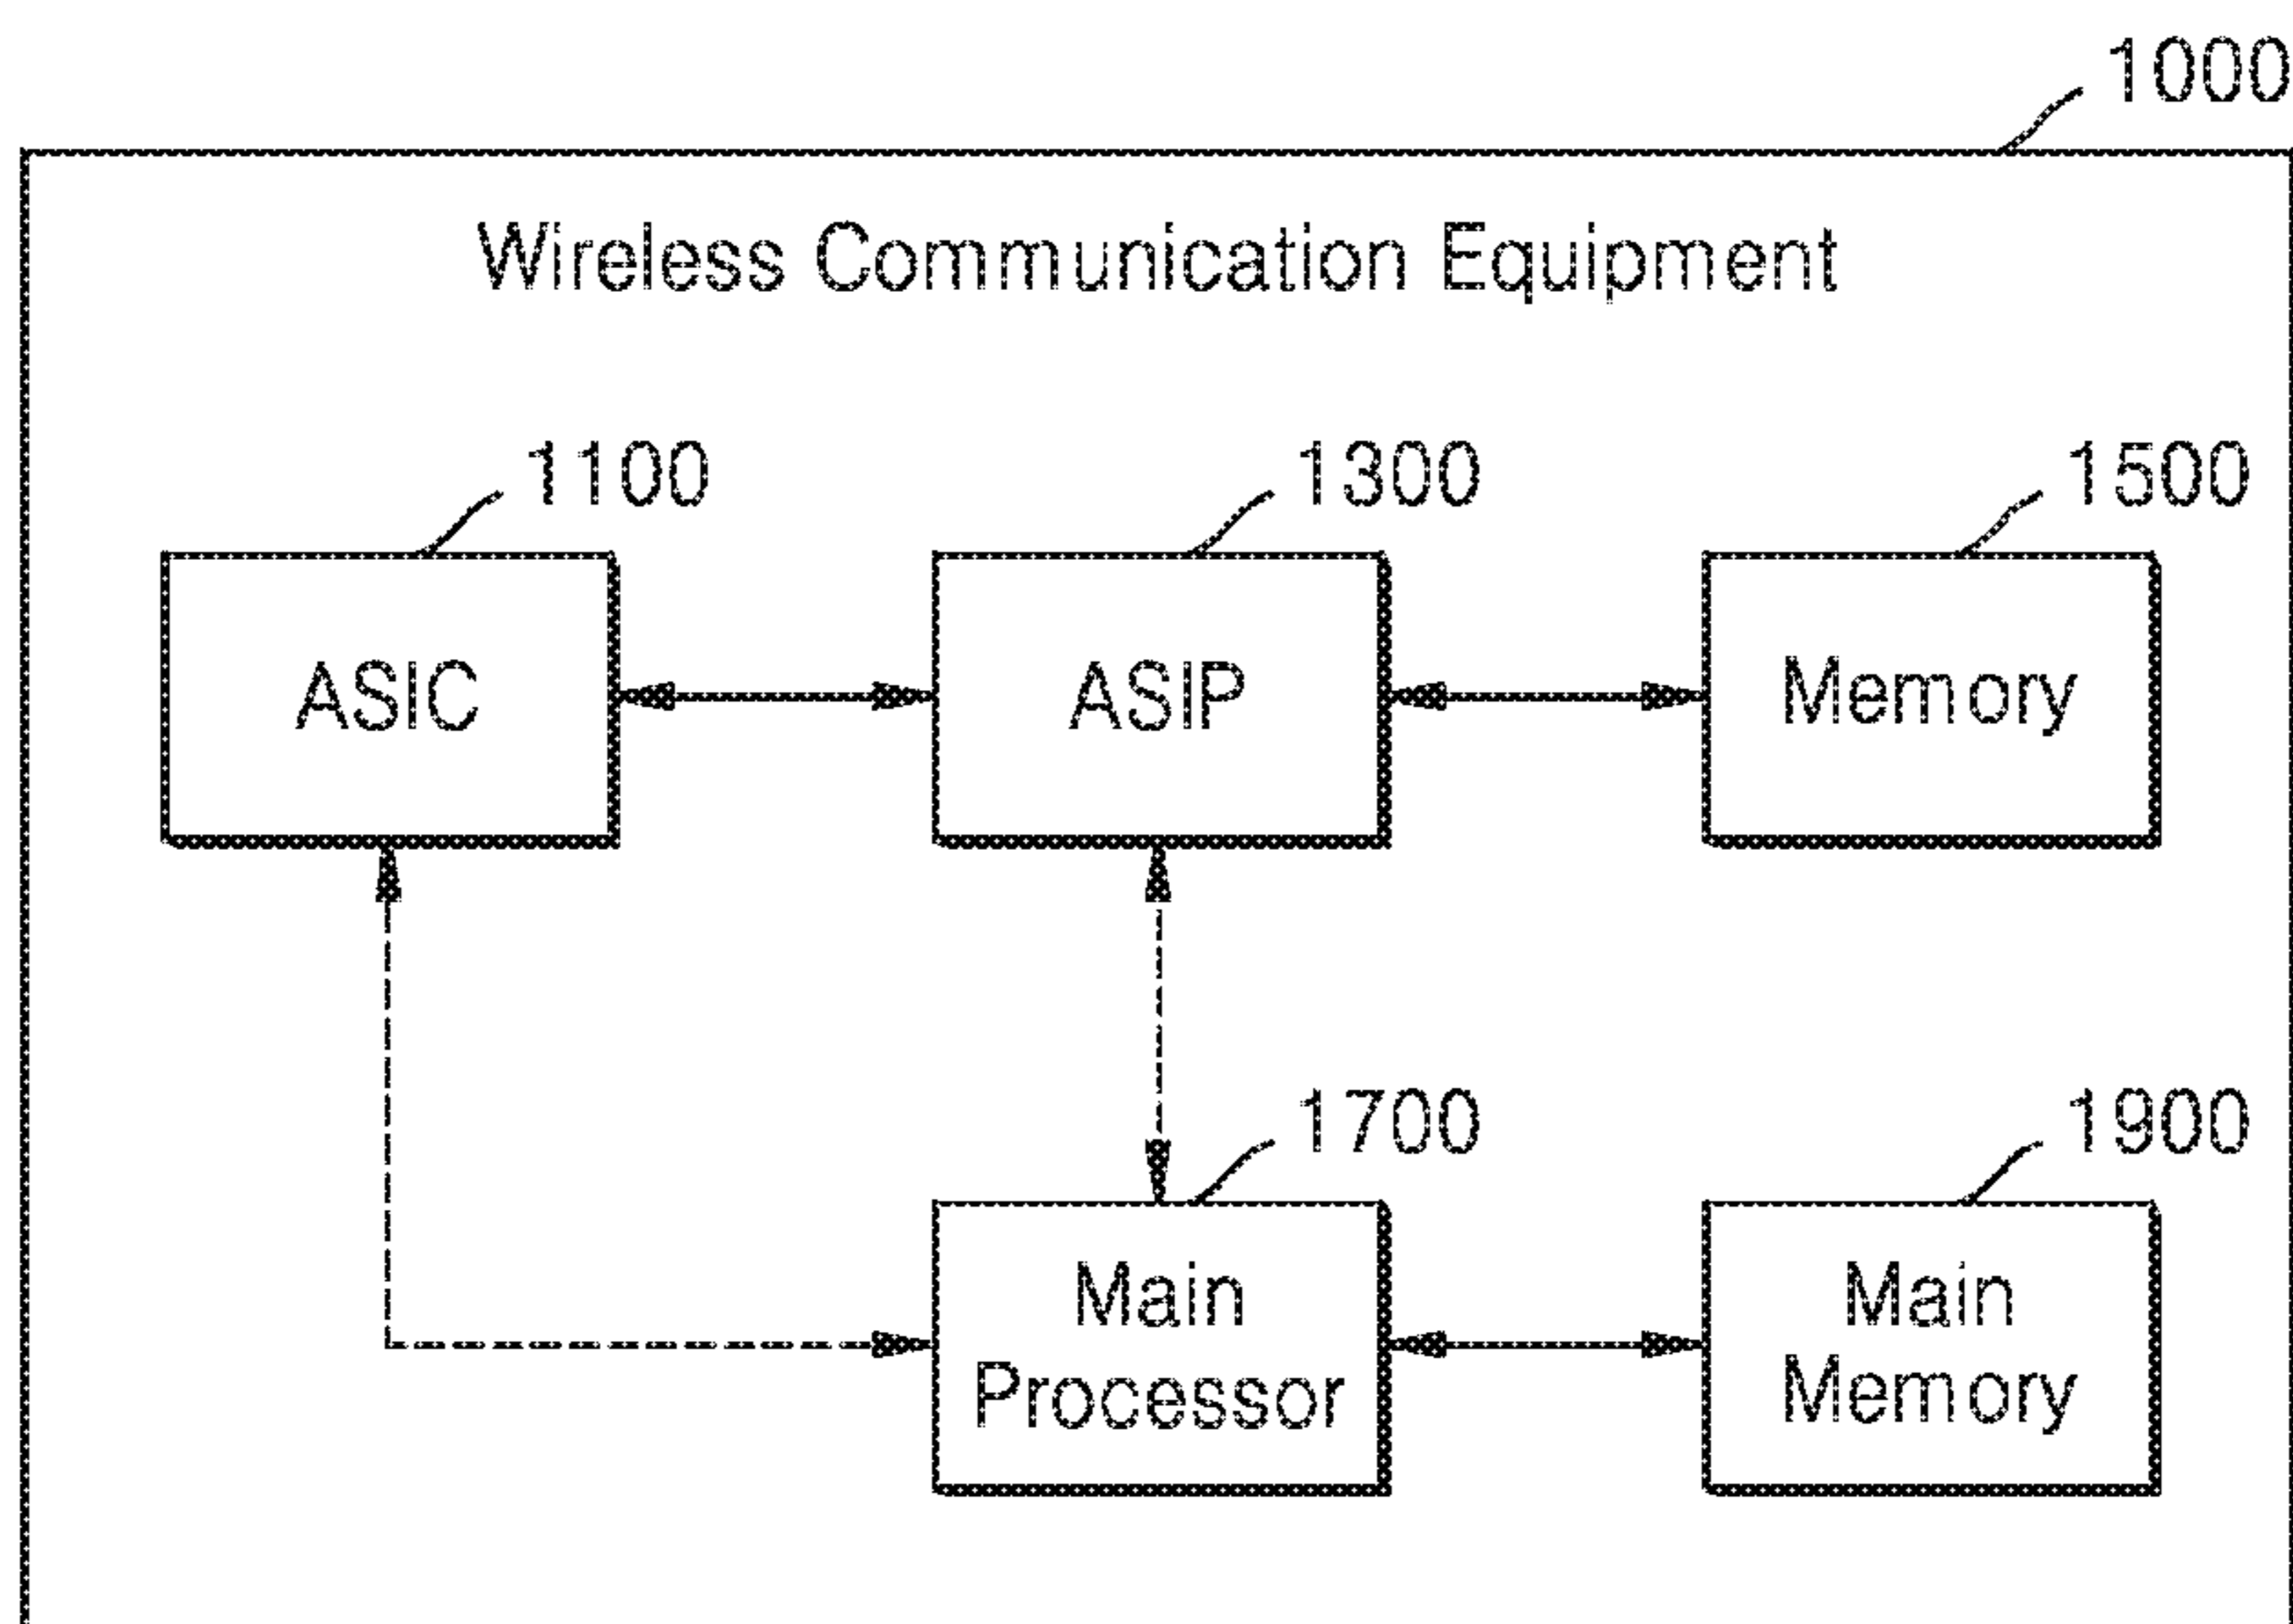 1000
Wireless Communication Equipment
1100
1300
1500
ASIC
ASIP
Memory
1700
1900
Main
Processor
Main
Memory